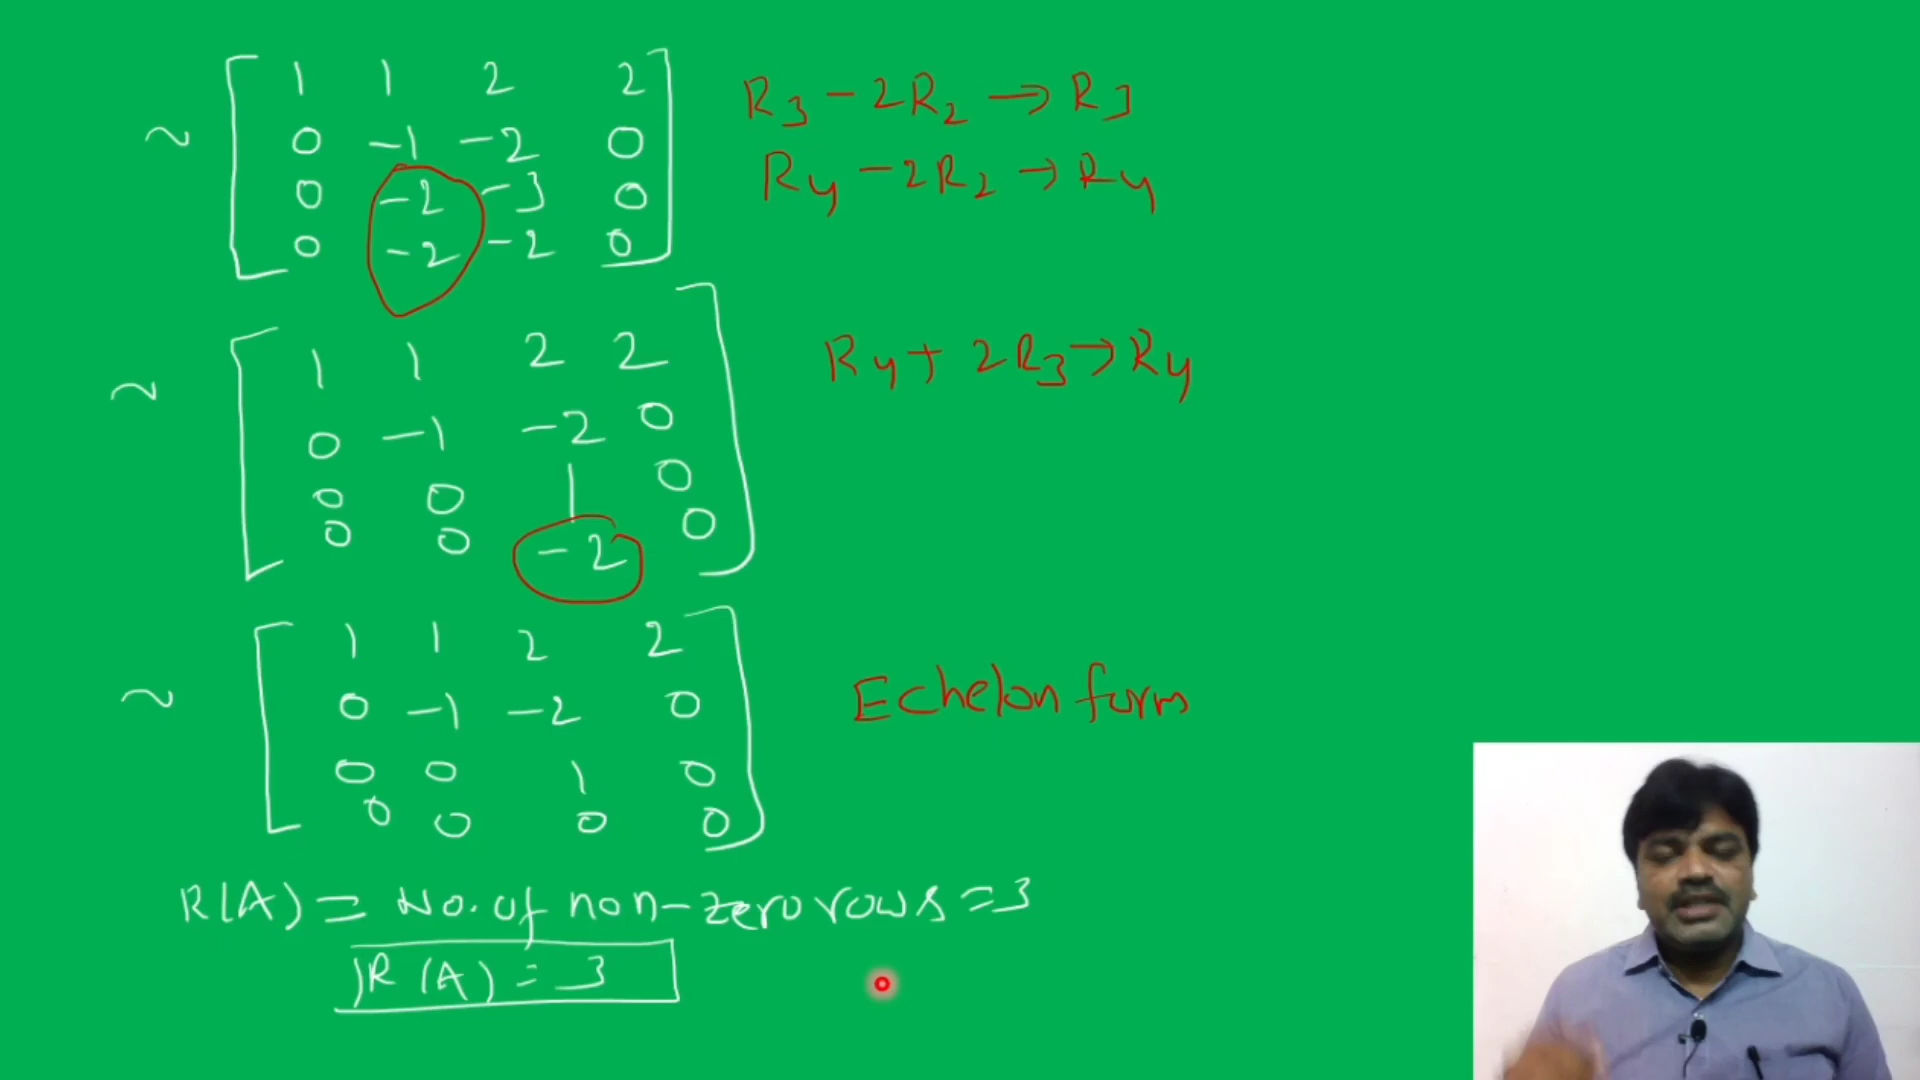 1 1 2 2 R3 - 2R2 → R3
~ 0 -1 -2 0 R4 - 2R2 → R4
0 -2 -3 0
0 -2 -2 0
1 1 2 2 R4 + 2R3 → R4
~ 0 -1 -2 0
0 0 1 0
0 0 -2 0
1 1 2 2
~ 0 -1 -2 0 Echelon form
0 0 1 0
0 0 0 0
R(A) = No. of non-zero rows = 3
R(A) = 3